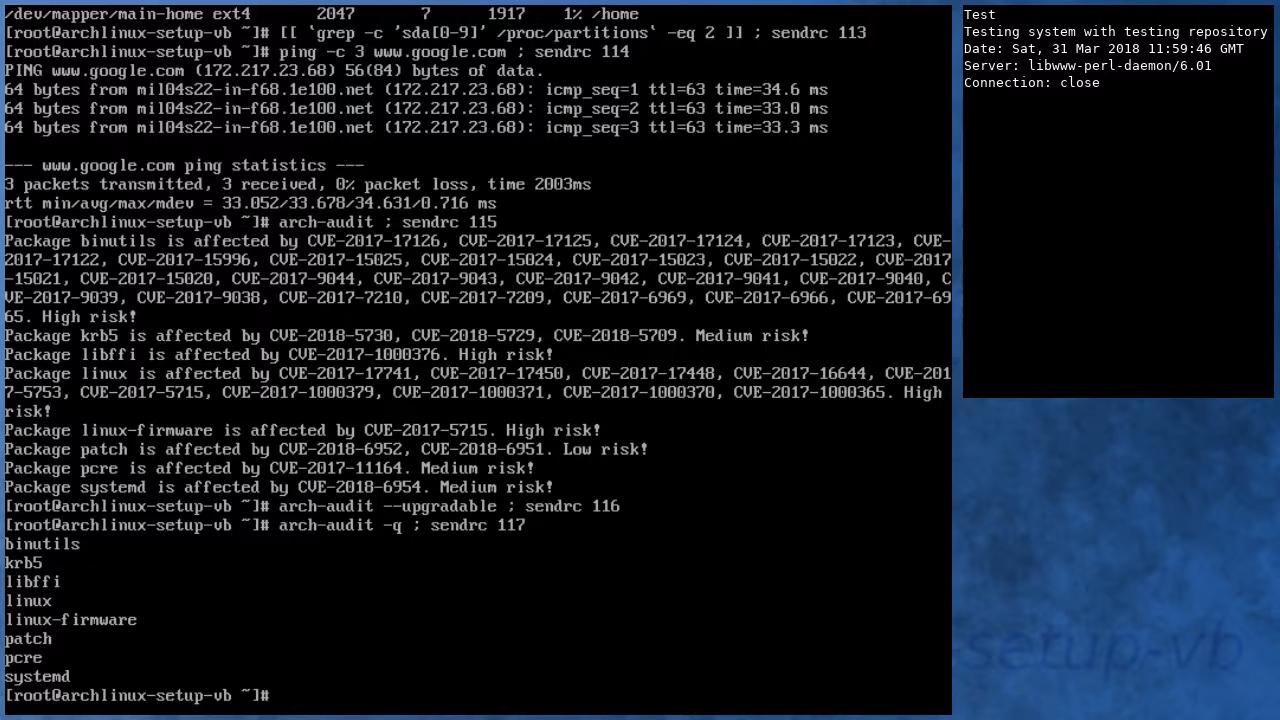 /dev/mapper/main-home ext4       2047       7      1917    1% /home
[root@archlinux-setup-vb ~]# [[ `grep -c 'sda[0-9]' /proc/partitions` -eq 2 ]] ; sendrc 113
[root@archlinux-setup-vb ~]# ping -c 3 www.google.com ; sendrc 114
PING www.google.com (172.217.23.68) 56(84) bytes of data.
64 bytes from mil04s22-in-f68.1e100.net (172.217.23.68): icmp_seq=1 ttl=63 time=34.6 ms
64 bytes from mil04s22-in-f68.1e100.net (172.217.23.68): icmp_seq=2 ttl=63 time=33.0 ms
64 bytes from mil04s22-in-f68.1e100.net (172.217.23.68): icmp_seq=3 ttl=63 time=33.3 ms

--- www.google.com ping statistics ---
3 packets transmitted, 3 received, 0% packet loss, time 2003ms
rtt min/avg/max/mdev = 33.052/33.678/34.631/0.716 ms
[root@archlinux-setup-vb ~]# arch-audit ; sendrc 115
Package binutils is affected by CVE-2017-17126, CVE-2017-17125, CVE-2017-17124, CVE-2017-17123, CVE-
2017-17122, CVE-2017-15996, CVE-2017-15025, CVE-2017-15024, CVE-2017-15023, CVE-2017-15022, CVE-2017
-15021, CVE-2017-15020, CVE-2017-9044, CVE-2017-9043, CVE-2017-9042, CVE-2017-9041, CVE-2017-9040, C
VE-2017-9039, CVE-2017-9038, CVE-2017-7210, CVE-2017-7209, CVE-2017-6969, CVE-2017-6966, CVE-2017-69
65. High risk!
Package krb5 is affected by CVE-2018-5730, CVE-2018-5729, CVE-2018-5709. Medium risk!
Package libffi is affected by CVE-2017-1000376. High risk!
Package linux is affected by CVE-2017-17741, CVE-2017-17450, CVE-2017-17448, CVE-2017-16644, CVE-201
7-5753, CVE-2017-5715, CVE-2017-1000379, CVE-2017-1000371, CVE-2017-1000370, CVE-2017-1000365. High
risk!
Package linux-firmware is affected by CVE-2017-5715. High risk!
Package patch is affected by CVE-2018-6952, CVE-2018-6951. Low risk!
Package pcre is affected by CVE-2017-11164. Medium risk!
Package systemd is affected by CVE-2018-6954. Medium risk!
[root@archlinux-setup-vb ~]# arch-audit --upgradable ; sendrc 116
[root@archlinux-setup-vb ~]# arch-audit -q ; sendrc 117
binutils
krb5
libffi
linux
linux-firmware
patch
pcre
systemd
[root@archlinux-setup-vb ~]#
Test
Testing system with testing repository
Date: Sat, 31 Mar 2018 11:59:46 GMT
Server: libwww-perl-daemon/6.01
Connection: close
-setup-vb